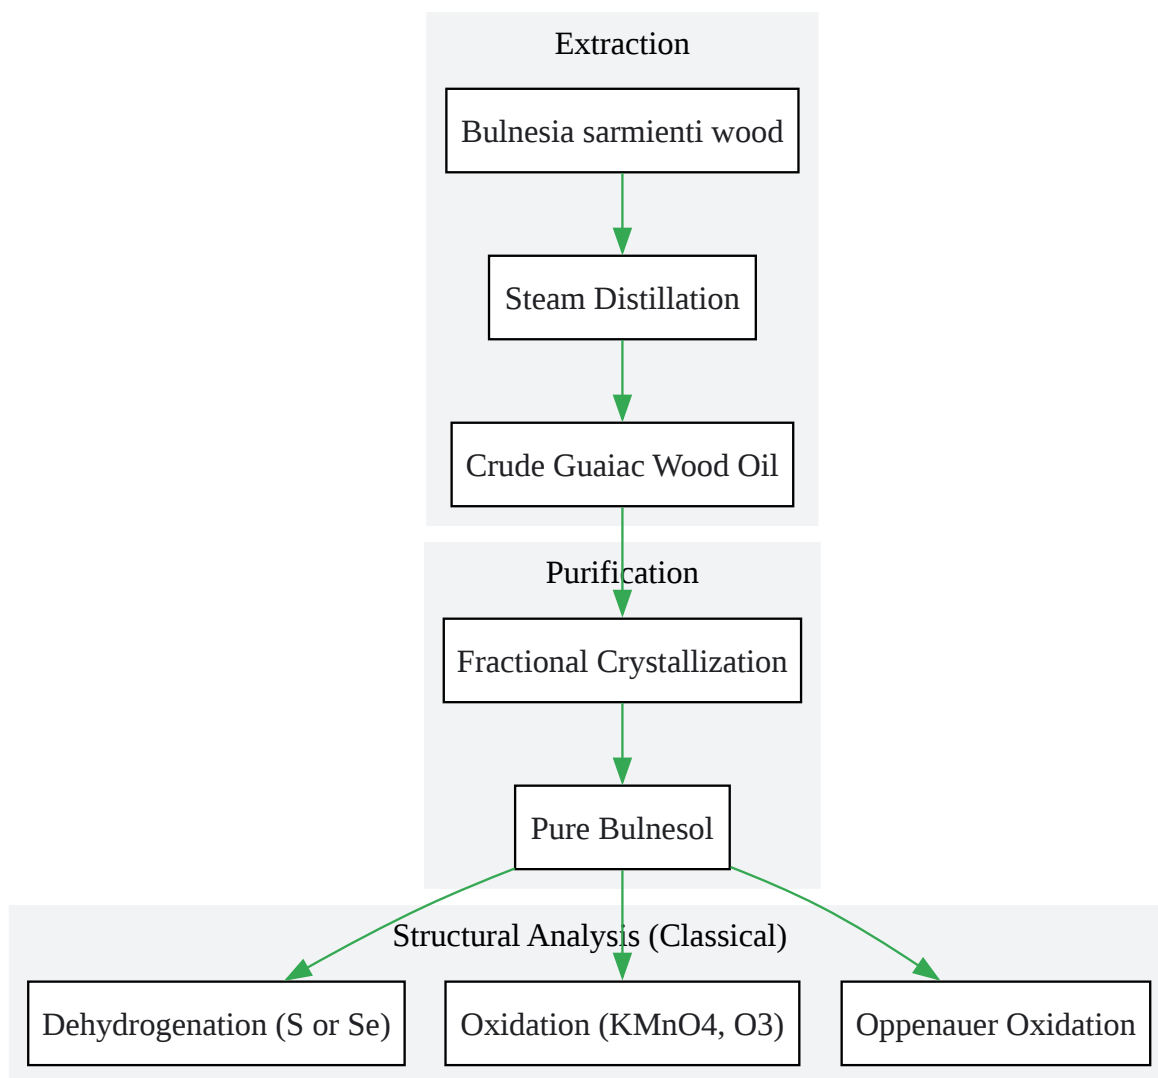 Extraction
Bulnesia sarmienti wood
Steam Distillation
Crude Guaiac Wood Oil
Purification
Fractional Crystallization
Pure Bulnesol
Structural Analysis (Classical)
Dehydrogenation (S or Se)
Oxidation (KMnO4, O3)
Oppenauer Oxidation